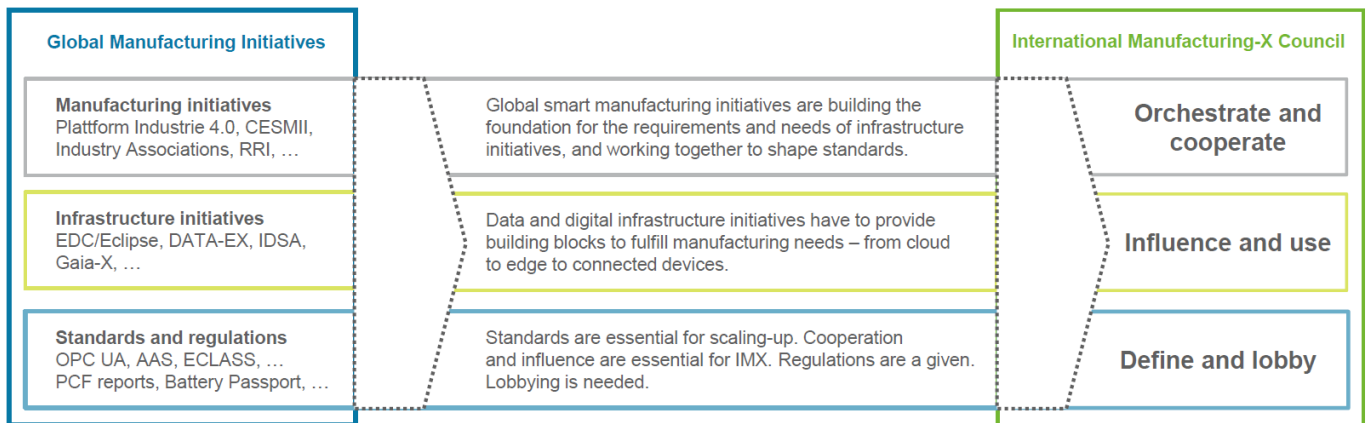 Global Manufacturing Initiatives
International Manufacturing-X Council
Manufacturing initiatives
Plattform Industrie 4.0, CESMII,
Industry Associations, RRI, …
Global smart manufacturing initiatives are building the
foundation for the requirements and needs of infrastructure
initiatives, and working together to shape standards.
Orchestrate and
cooperate
Infrastructure initiatives
EDC/Eclipse, DATA-EX, IDSA,
Gaia-X, …
Data and digital infrastructure initiatives have to provide
building blocks to fulfill manufacturing needs – from cloud
to edge to connected devices.
Influence and use
Standards and regulations
OPC UA, AAS, ECLASS, …
PCF reports, Battery Passport, …
Standards are essential for scaling-up. Cooperation
and influence are essential for IMX. Regulations are a given.
Lobbying is needed.
Define and lobby